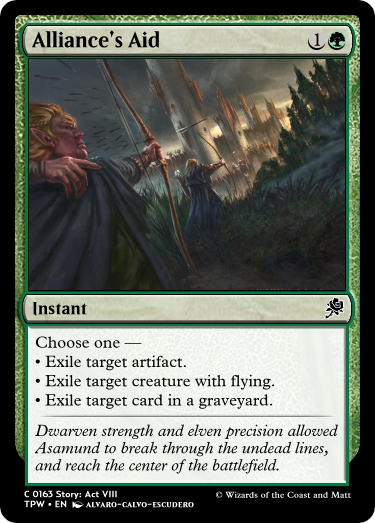 Alliance's Aid 1
Instant
Choose one —
• Exile target artifact.
• Exile target creature with flying.
• Exile target card in a graveyard.
Dwarven strength and elven precision allowed
Asamund to break through the undead lines,
and reach the center of the battlefield.
C 0163 Story: Act VIII
TPW • EN ALVARO-CALVO-ESCUDERO
© Wizards of the Coast and Matt